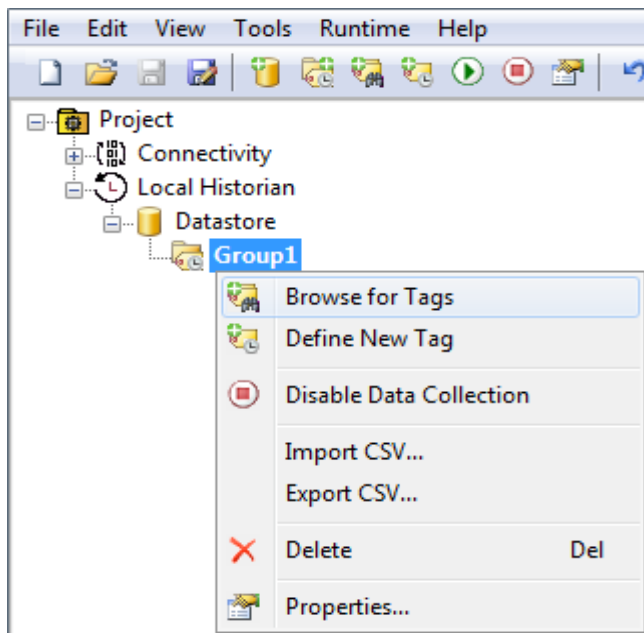 File Edit View Tools Runtime Help
Project
Connectivity
Local Historian
Datastore
Group1
Browse for Tags
Define New Tag
Disable Data Collection
Import CSV...
Export CSV...
Delete Del
Properties...